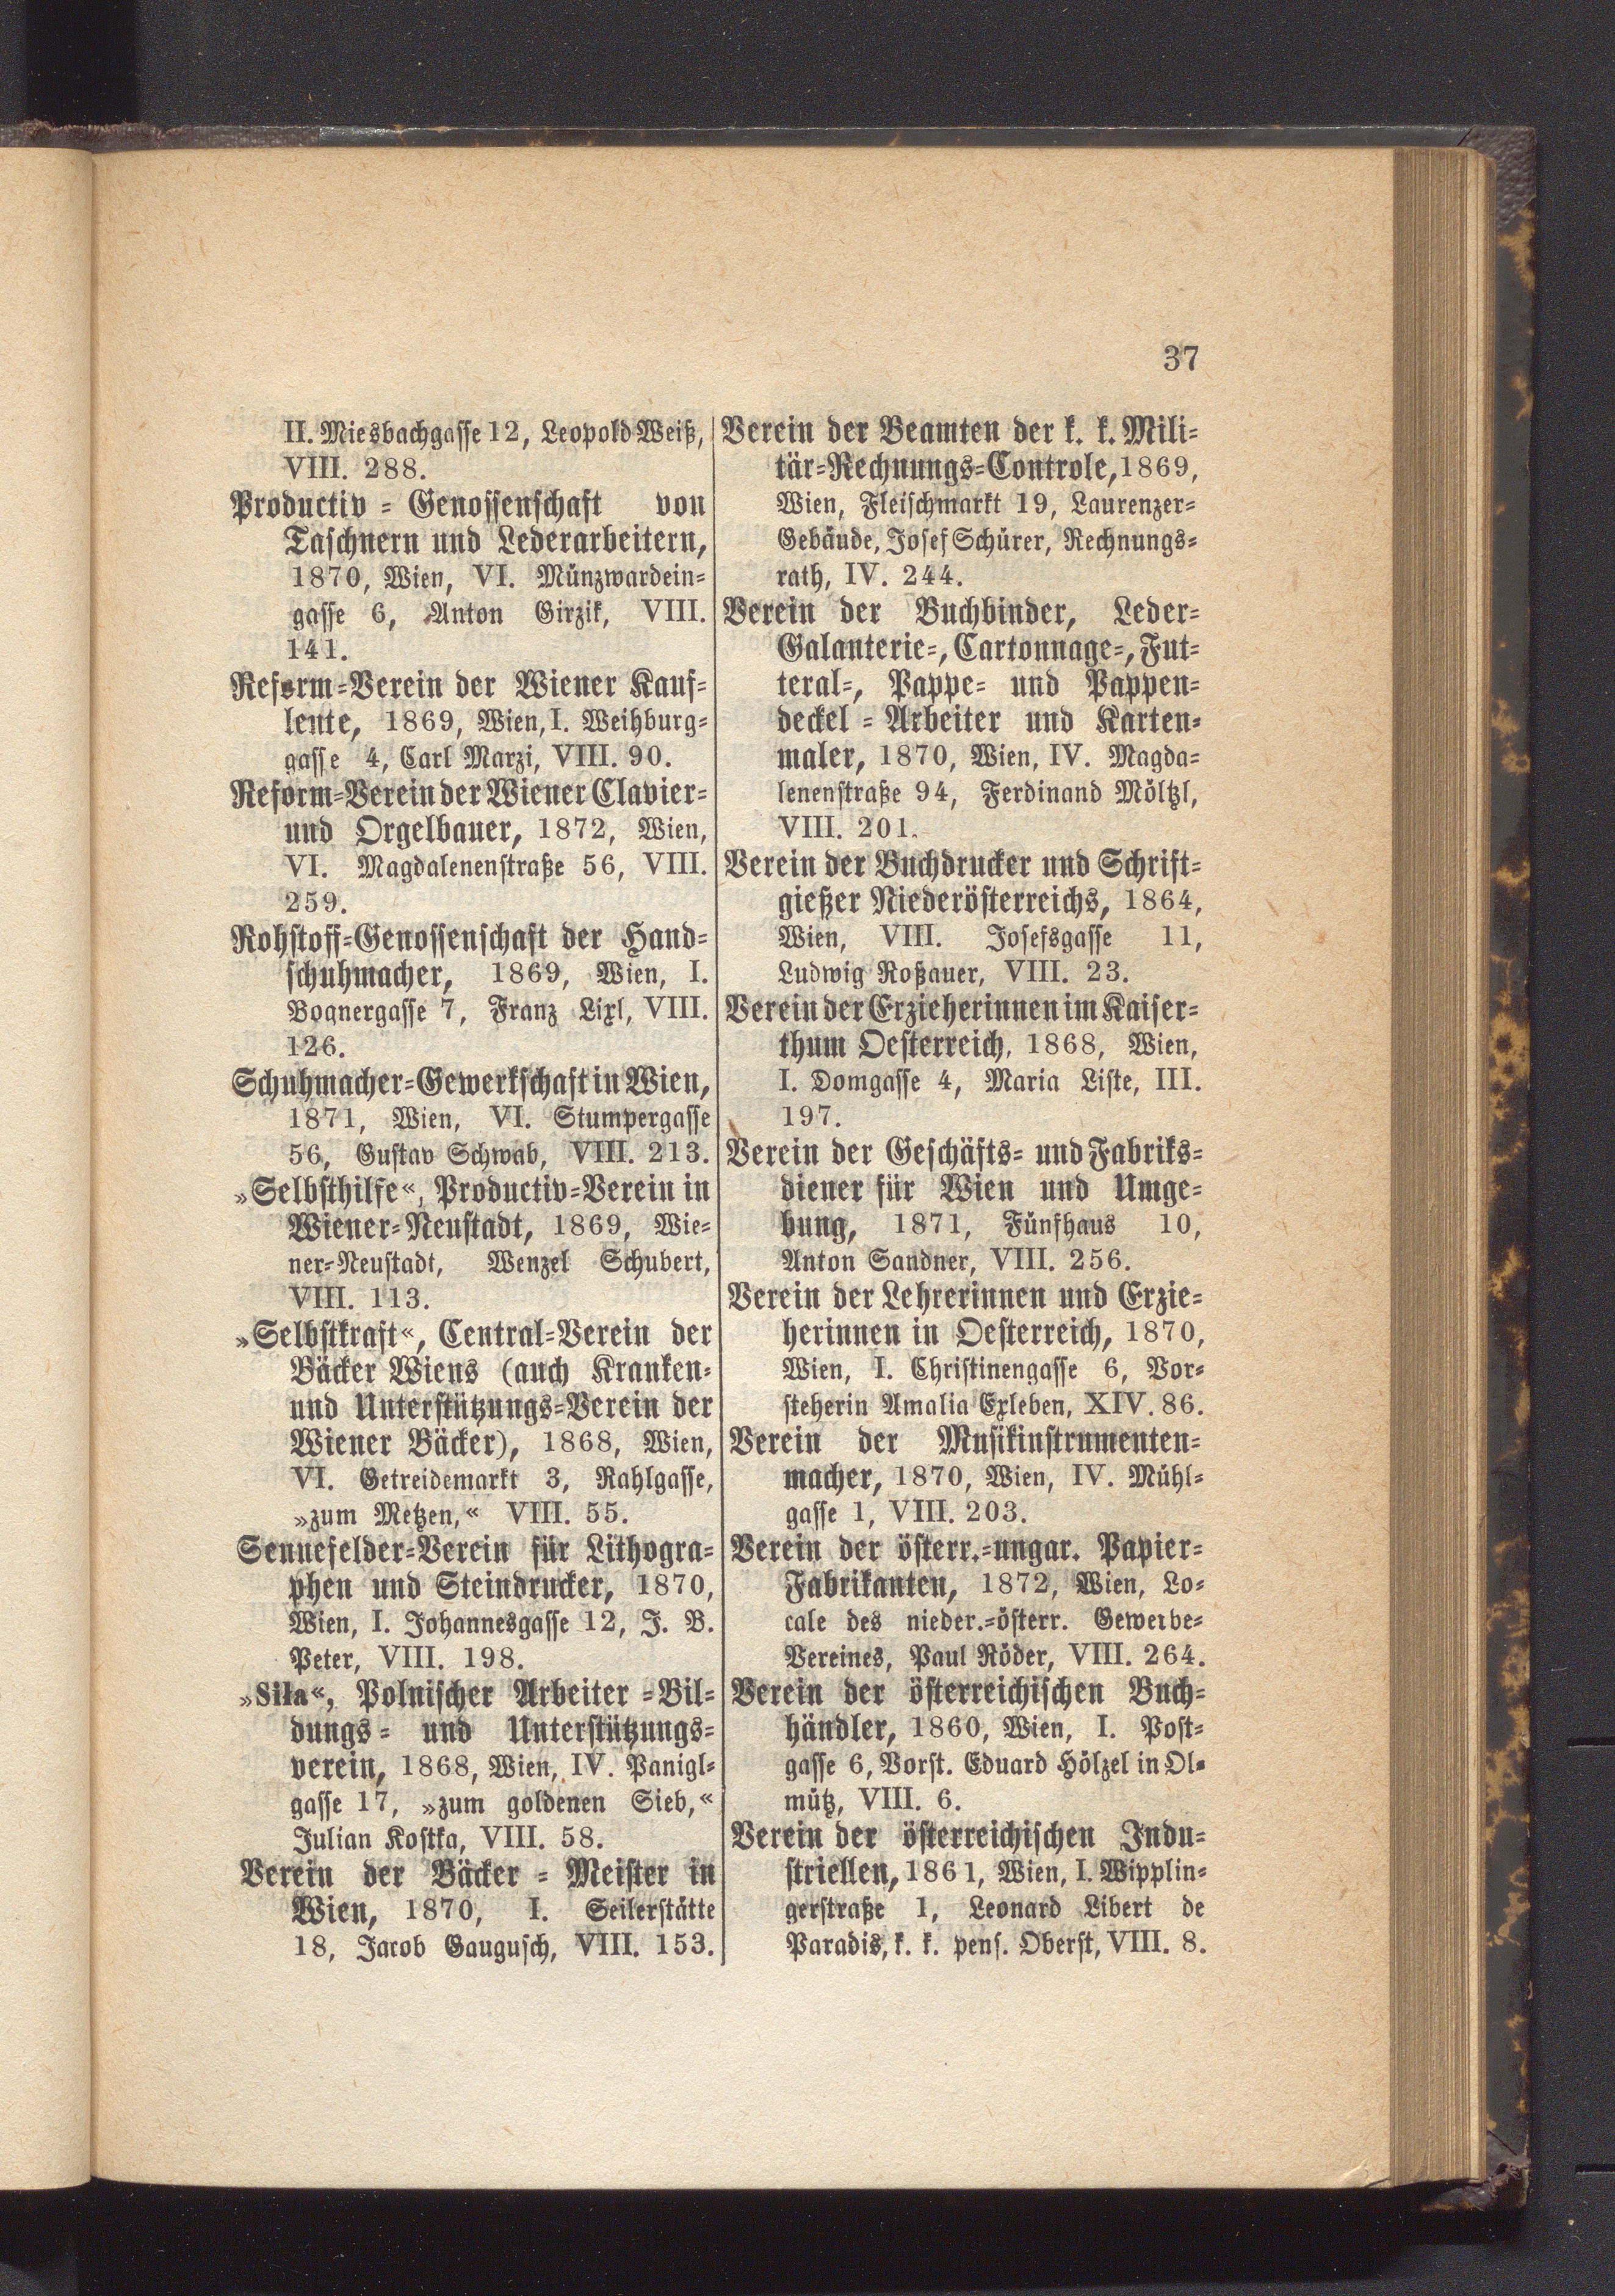 37
II. Miesbachgasse 12, Leopold Weiß,
VIII. 288.
Productiv-Genossenschaft von
Taschnern und Lederarbeitern,
1870, Wien, VI. Münzwardein-
gasse 6, Anton Girzik, VIII.
141.
Reform-Verein der Wiener Kauf-
leute, 1869, Wien, I. Weihburg-
gasse 4, Carl Marzi, VIII. 90.
Reform-Verein der Wiener Clavier-
und Orgelbauer, 1872, Wien,
VI. Magdalenenstraße 56, VIII.
259.
Rohstoff-Genossenschaft der Hand-
schuhmacher, 1869, Wien, I.
Bognergasse 7, Franz Lixl, VIII.
126.
Schuhmacher-Gewerkschaft in Wien,
1871, Wien, VI. Stumpergasse
56, Gustav Schwab, VIII. 213.
»Selbsthilfe«, Productiv-Verein in
Wiener-Neustadt, 1869, Wie-
ner-Neustadt, Wenzel Schubert,
VIII. 113.
»Selbstkraft«, Central-Verein der
Bäcker Wiens (auch Kranken-
und Unterstützungs-Verein der
Wiener Bäcker), 1868, Wien,
VI. Getreidemarkt 3, Rahlgasse,
»zum Metzen,« VIII. 55.
Sennefelder-Verein für Lithogra-
phen und Steindrucker, 1870,
Wien, I. Johannesgasse 12, J. B.
Peter, VIII. 198.
»Sila«, Polnischer Arbeiter-Bil-
dungs- und Unterstützungs-
verein, 1868, Wien, IV. Panigl-
gasse 17, »zum goldenen Sieb,«
Julian Kostka, VIII. 58.
Verein der Bäcker-Meister in
Wien, 1870, I. Seilerstätte
18, Jacob Gaugusch, VIII. 153.
Verein der Beamten der k. k. Mili-
tär-Rechnungs-Controle, 1869,
Wien, Fleischmarkt 19, Laurenzer-
Gebäude, Josef Schürer, Rechnungs-
rath, IV. 244.
Verein der Buchbinder, Leder-
Galanterie-, Cartonnage-, Fut-
teral-, Pappe- und Pappen-
deckel-Arbeiter und Karten-
maler, 1870, Wien, IV. Magda-
lenenstraße 94, Ferdinand Möltzl,
VIII. 201.
Verein der Buchdrucker und Schrift-
gießer Niederösterreichs, 1864,
Wien, VIII. Josefsgasse 11,
Ludwig Roßauer, VIII. 23.
Verein der Erzieherinnen im Kaiser-
thum Oesterreich, 1868, Wien,
I. Domgasse 4, Maria Liste, III.
197.
Verein der Geschäfts- und Fabriks-
diener für Wien und Umge-
bung, 1871, Fünfhaus 10,
Anton Sandner, VIII. 256.
Verein der Lehrerinnen und Erzie-
herinnen in Oesterreich, 1870,
Wien, I. Christinengasse 6, Vor-
steherin Amalia Exleben, XIV. 86.
Verein der Musikinstrumenten-
macher, 1870, Wien, IV. Mühl-
gasse 1, VIII. 203.
Verein der österr.-ungar. Papier-
Fabrikanten, 1872, Wien, Lo-
cale des nieder.-österr. Gewerbe-
Vereines, Paul Röder, VIII. 264.
Verein der österreichischen Buch-
händler, 1860, Wien, I. Post-
gasse 6, Vorst. Eduard Hölzel in Ol-
mütz, VIII. 6.
Verein der österreichischen Indu-
striellen, 1861, Wien, I. Wipplin-
gerstraße 1, Leonard Libert de
Paradis, k. k. pens. Oberst, VIII. 8.